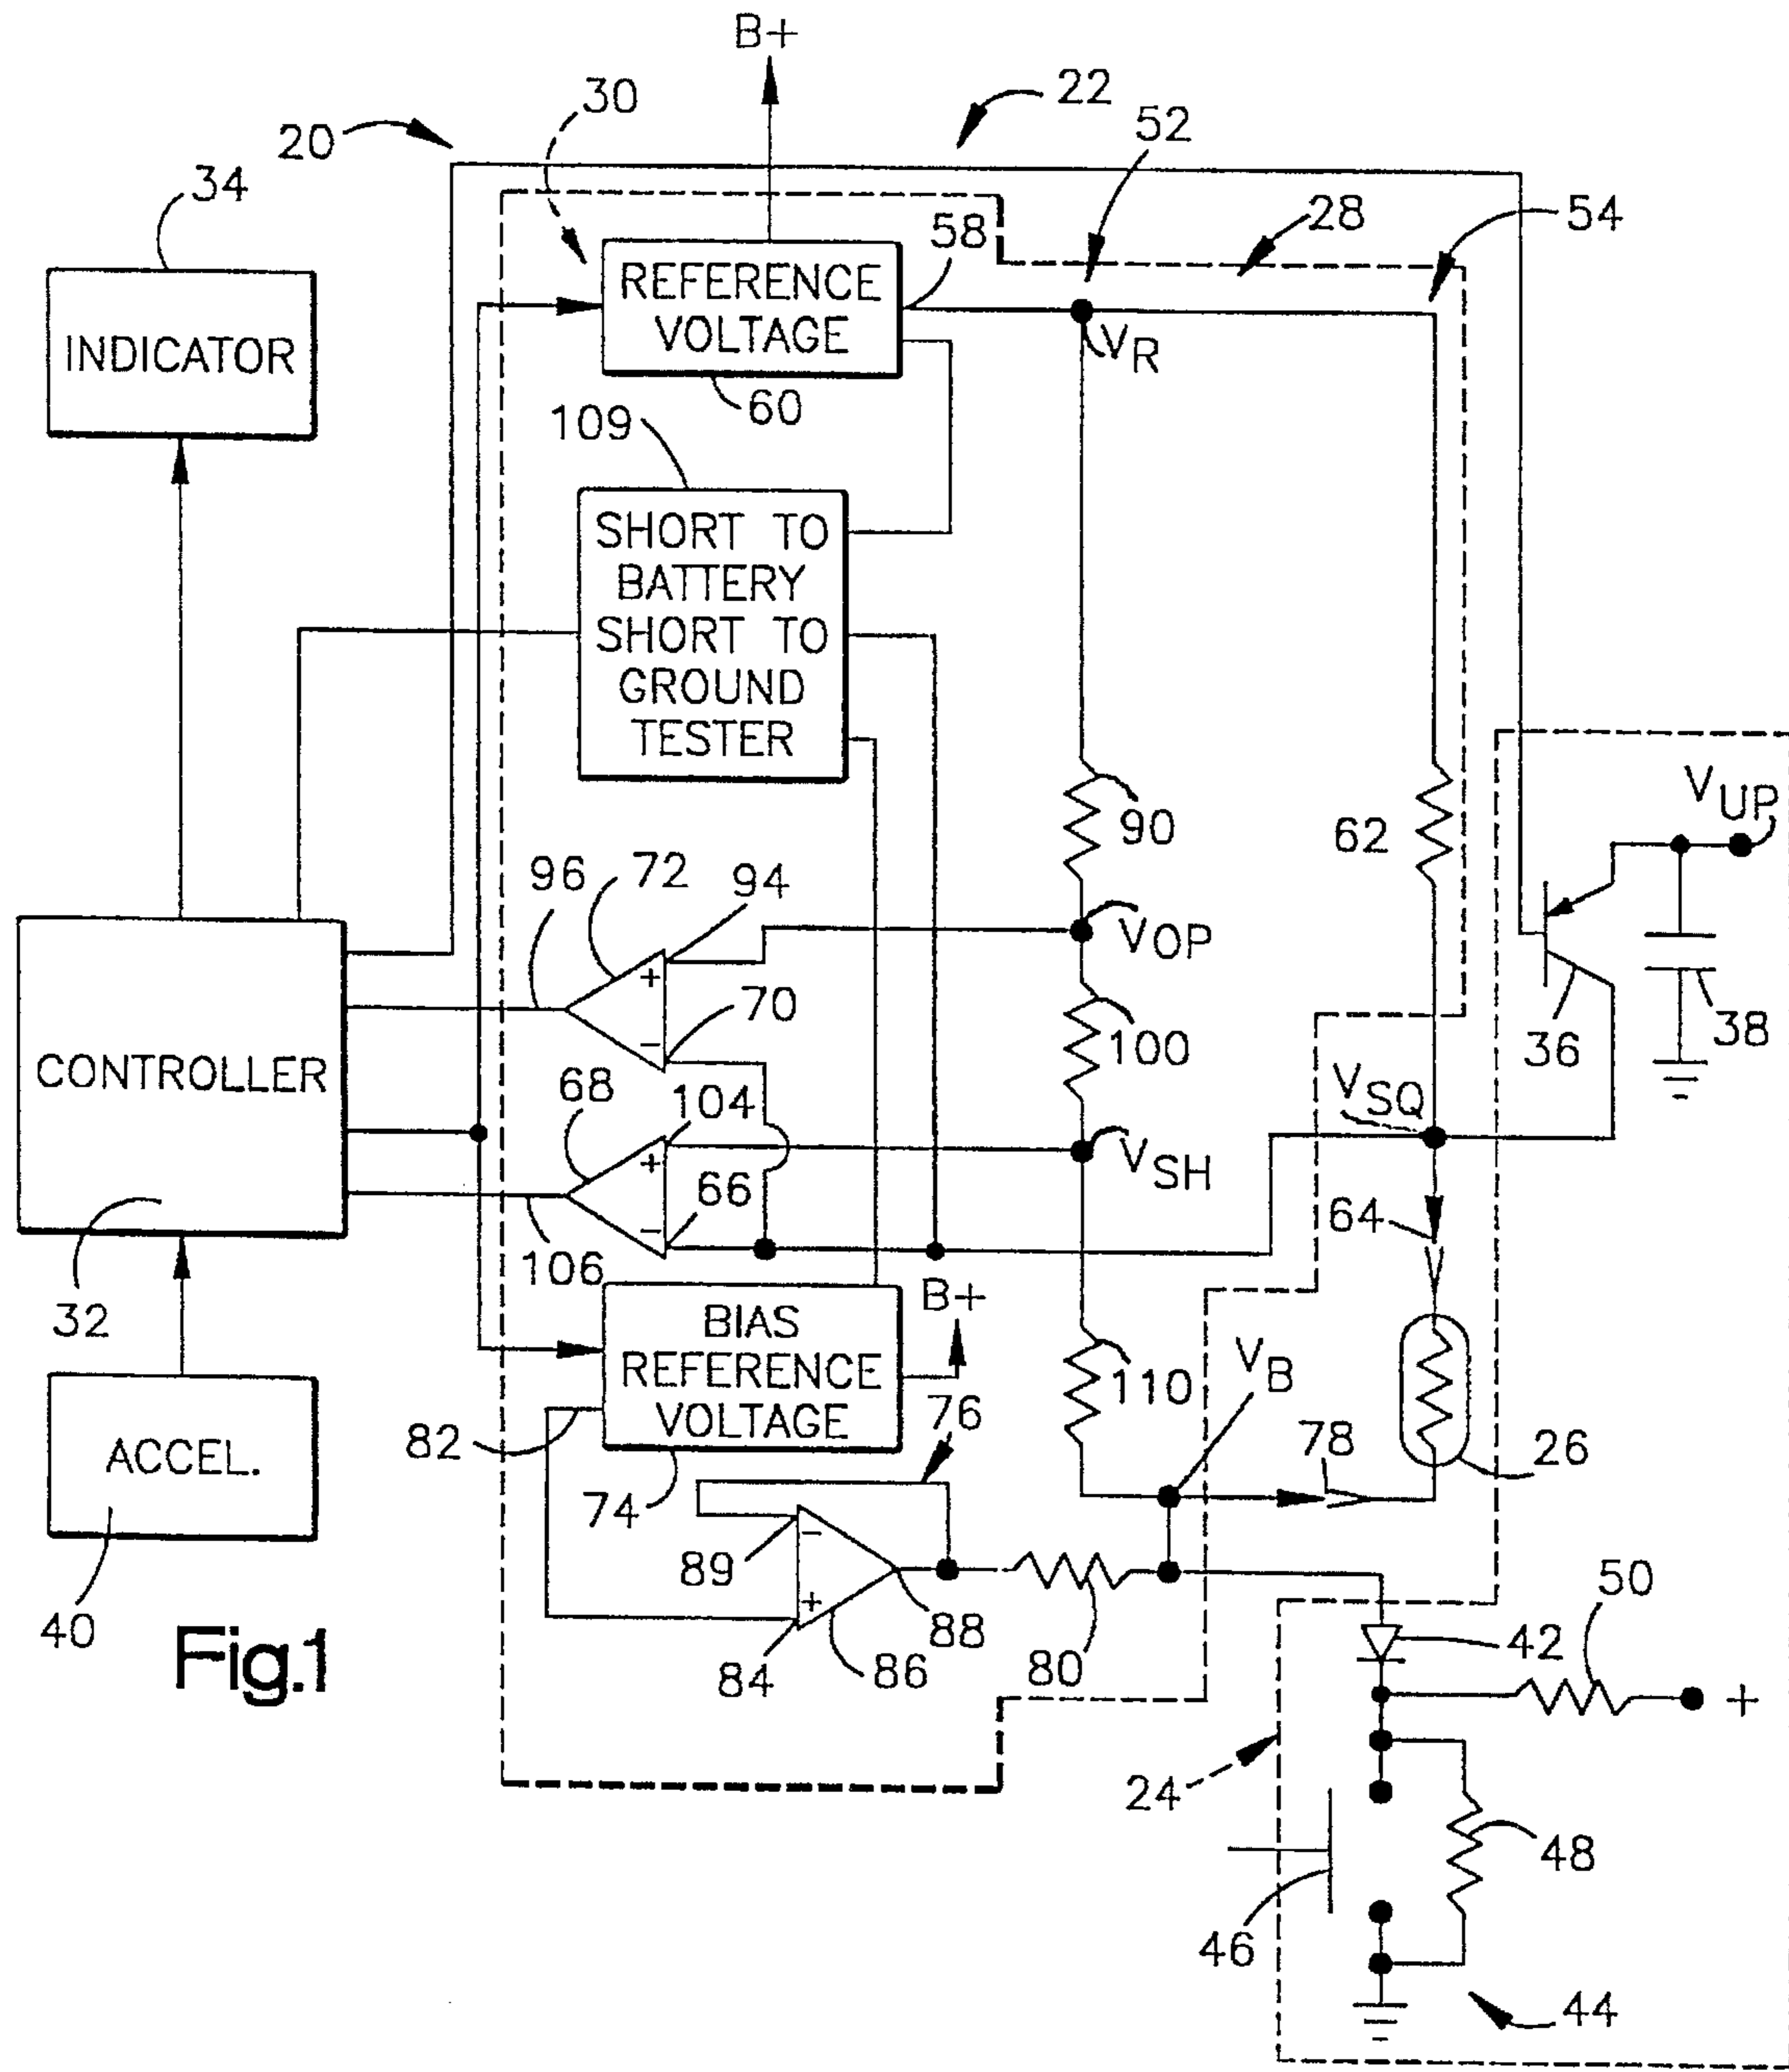 B+
30
22
52
20
34
58
28
54
REFERENCE
VOLTAGE
INDICATOR
V_R
60
109
SHORT TO
BATTERY
SHORT TO
GROUND
TESTER
V_UP
90
62
96
72
94
V_OP
70
100
36
38
CONTROLLER
68
104
V_SQ
66
V_SH
64
32
106
BIAS
REFERENCE
VOLTAGE
B+
V_B
110
82
76
78
26
ACCEL.
74
89
50
40
Fig.1
84
86
88
80
42
+
24
48
46
44
+
−
+
−
−
+